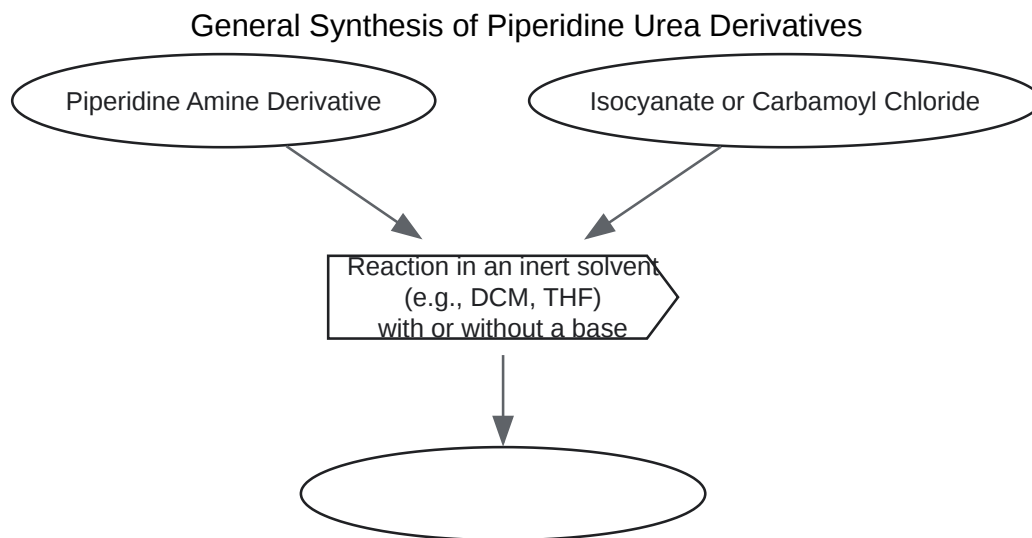 General Synthesis of Piperidine Urea Derivatives
Piperidine Amine Derivative
Isocyanate or Carbamoyl Chloride
Reaction in an inert solvent
(e.g., DCM, THF)
with or without a base